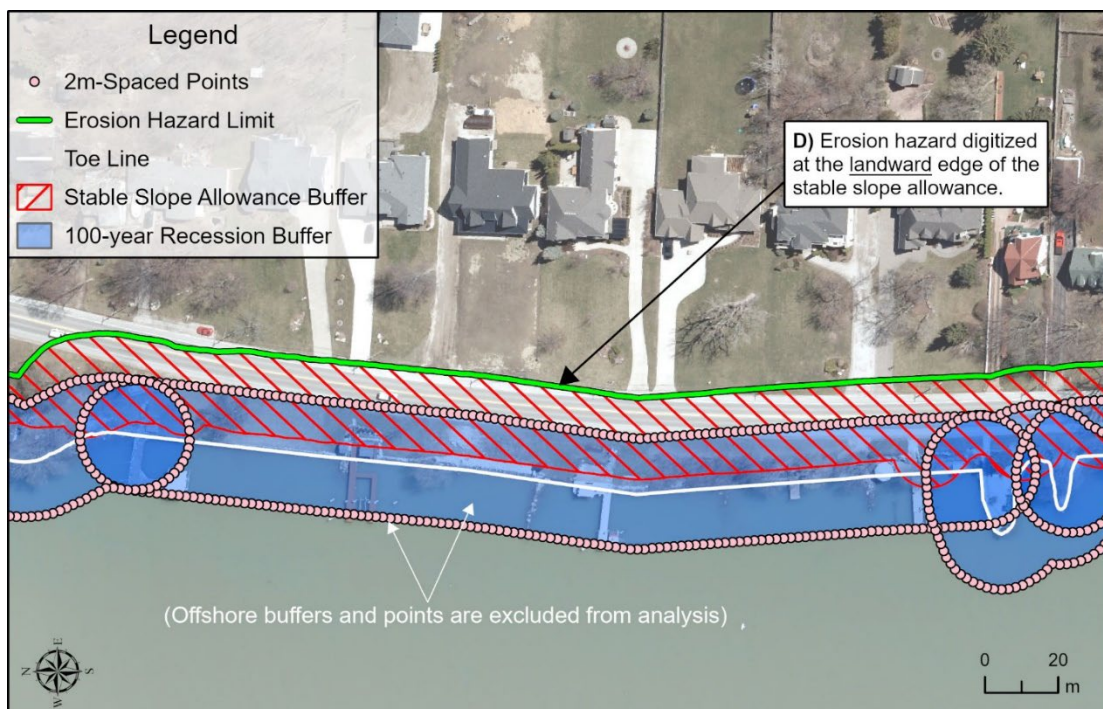 Legend
2m-Spaced Points
Erosion Hazard Limit
Toe Line
Stable Slope Allowance Buffer
100-year Recession Buffer
D) Erosion hazard digitized
at the landward edge of the
stable slope allowance.
(Offshore buffers and points are excluded from analysis)
E
N
S
W
0 20
m